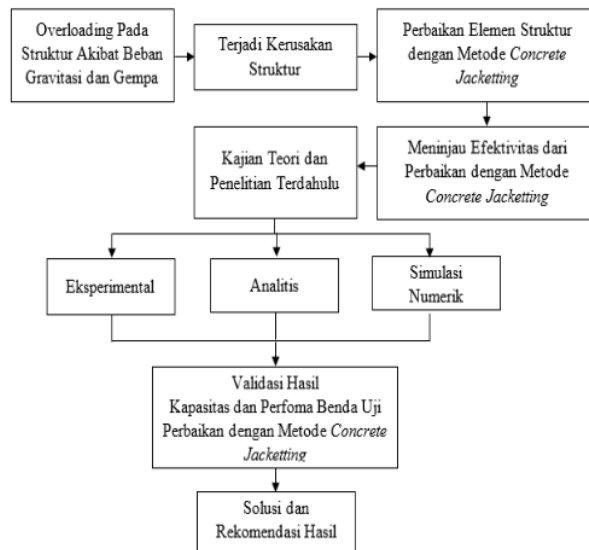 Overloading Pada
Struktur Akibat Beban
Gravitasi dan Gempa
Terjadi Kerusakan
Struktur
Perbaikan Elemen Struktur
dengan Metode Concrete
Jacketting
Meninjau Efektivitas dari
Perbaikan dengan Metode
Concrete Jacketting
Kajian Teori dan
Penelitian Terdahulu
Eksperimental
Analitis
Simulasi
Numerik
Validasi Hasil
Kapasitas dan Perfoma Benda Uji
Perbaikan dengan Metode Concrete
Jacketting
Solusi dan
Rekomendasi Hasil